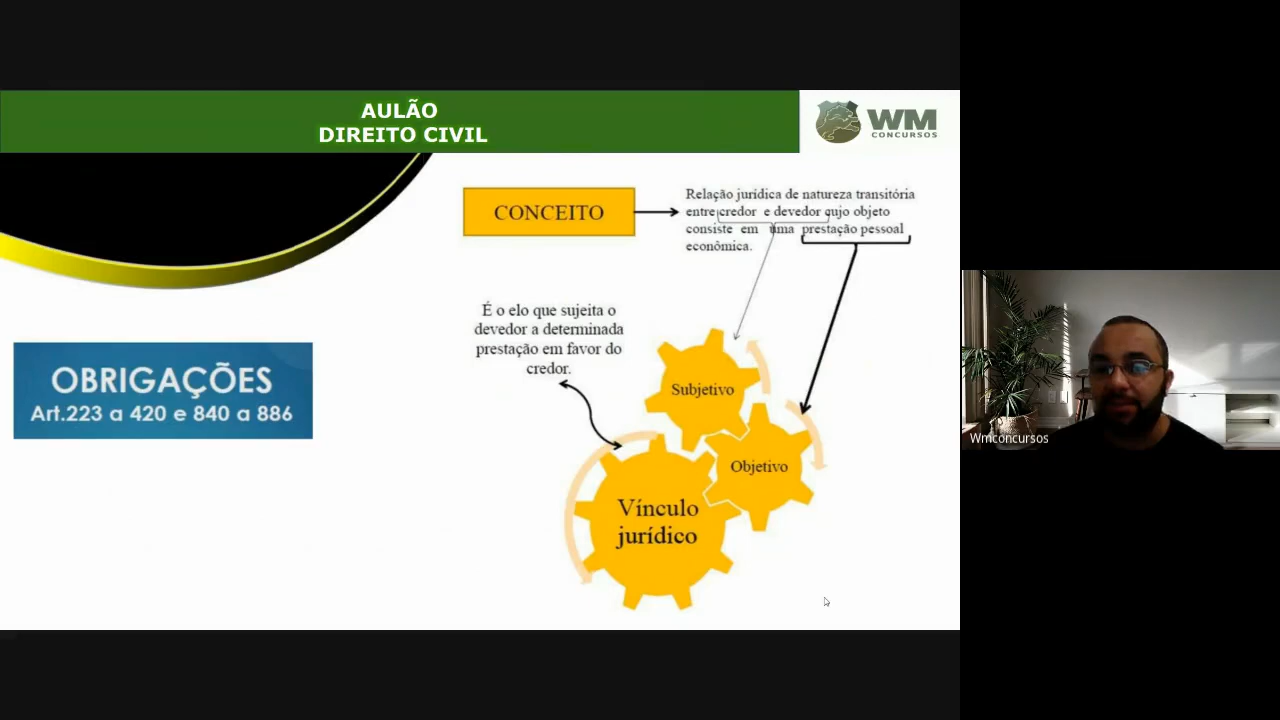 AULÃO
DIREITO CIVIL
WM
CONCURSOS
CONCEITO
Relação jurídica de natureza transitória
entre credor e devedor cujo objeto
consiste em uma prestação pessoal
econômica.
É o elo que sujeita o
devedor a determinada
prestação em favor do
credor.
OBRIGAÇÕES
Art.223 a 420 e 840 a 886
Subjetivo
Objetivo
Vínculo
jurídico
Wmconcursos